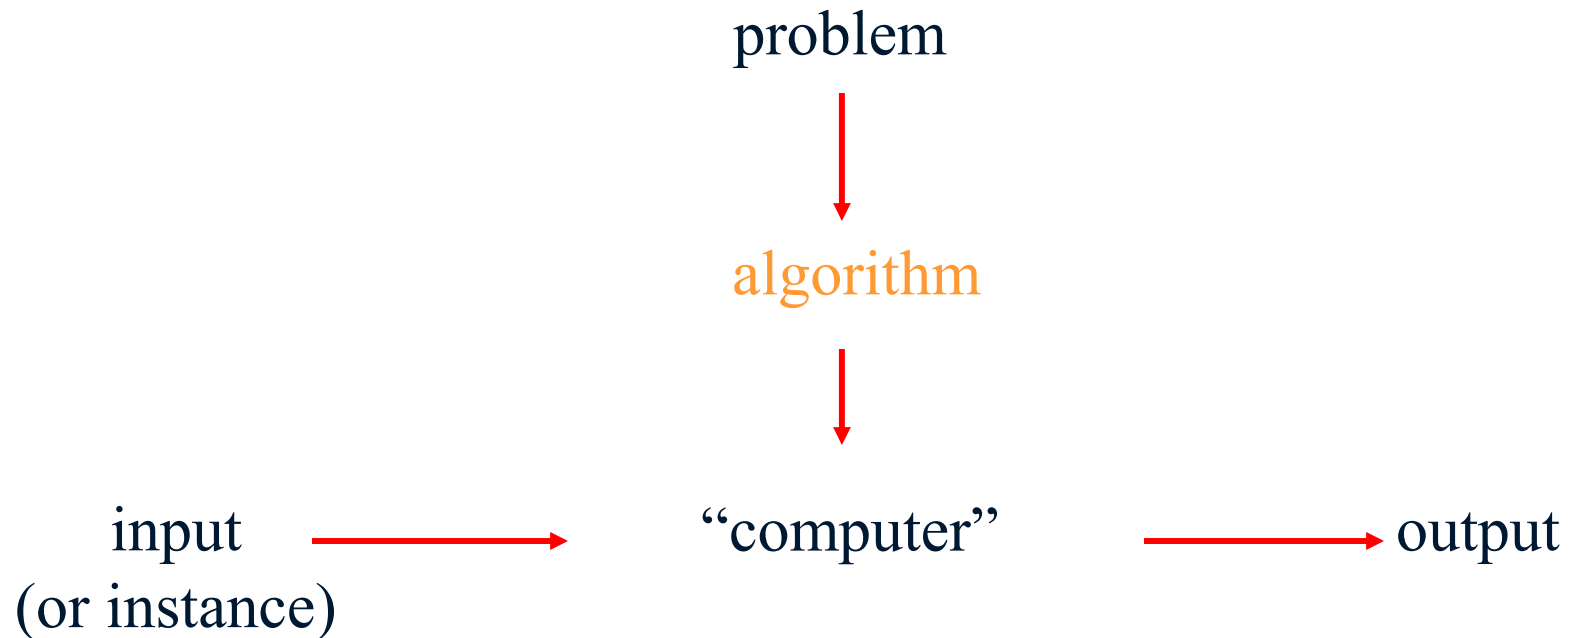 problem
algorithm
input “computer” output
(or instance)